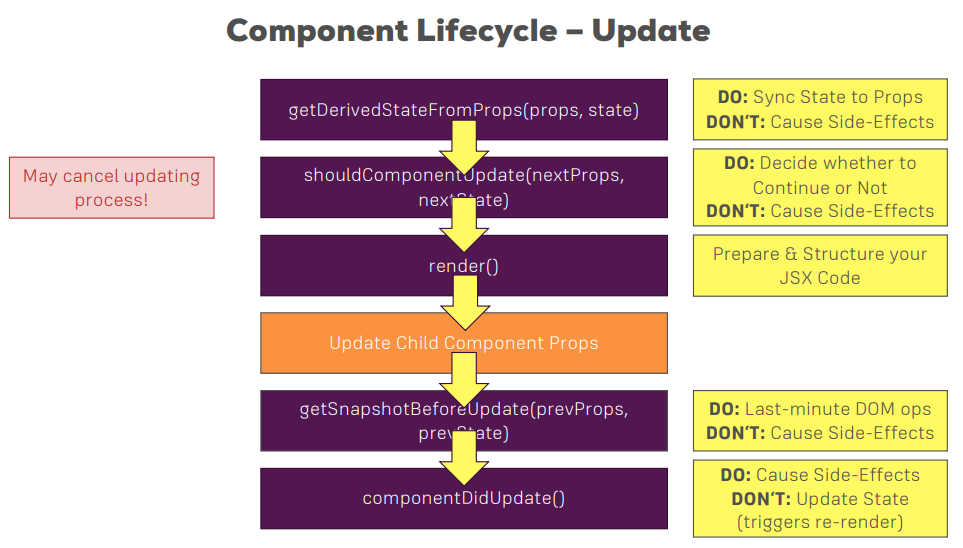 Component Lifecycle – Update
getDerivedStateFromProps(props, state)
DO: Sync State to Props
DON'T: Cause Side-Effects
May cancel updating
process!
shouldComponentUpdate(nextProps,
nextState)
DO: Decide whether to
Continue or Not
DON'T: Cause Side-Effects
render()
Prepare & Structure your
JSX Code
Update Child Component Props
getSnapshotBeforeUpdate(prevProps,
prevState)
DO: Last-minute DOM ops
DON'T: Cause Side-Effects
componentDidUpdate()
DO: Cause Side-Effects
DON'T: Update State
(triggers re-render)